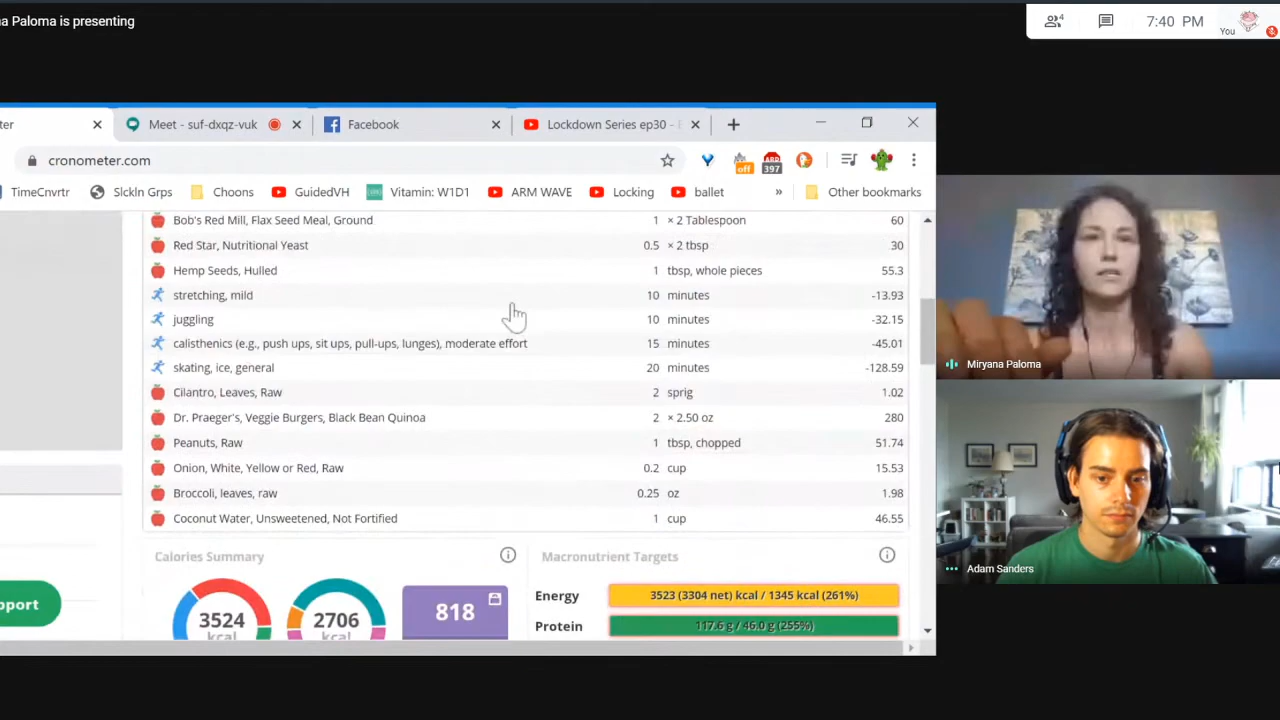 na Paloma is presenting
4
7:40 PM
You
ter
Meet - suf-dxqz-vuk
Facebook
Lockdown Series ep30 -
cronometer.com
off
397
TimeCnvrtr
SlckIn Grps
Choons
GuidedVH
Vitamin: W1D1
ARM WAVE
Locking
ballet
»
Other bookmarks
Bob's Red Mill, Flax Seed Meal, Ground 1 × 2 Tablespoon 60
Red Star, Nutritional Yeast 0.5 × 2 tbsp 30
Hemp Seeds, Hulled 1 tbsp, whole pieces 55.3
stretching, mild 10 minutes -13.93
juggling 10 minutes -32.15
calisthenics (e.g., push ups, sit ups, pull-ups, lunges), moderate effort 15 minutes -45.01
skating, ice, general 20 minutes -128.59
Cilantro, Leaves, Raw 2 sprig 1.02
Dr. Praeger's, Veggie Burgers, Black Bean Quinoa 2 × 2.50 oz 280
Peanuts, Raw 1 tbsp, chopped 51.74
Onion, White, Yellow or Red, Raw 0.2 cup 15.53
Broccoli, leaves, raw 0.25 oz 1.98
Coconut Water, Unsweetened, Not Fortified 1 cup 46.55
Calories Summary
Macronutrient Targets
pport
3524
kcal
2706
kcal
818
Energy 3523 (3304 net) kcal / 1345 kcal (261%)
Protein 117.6 g / 46.0 g (255%)
Miryana Paloma
Adam Sanders